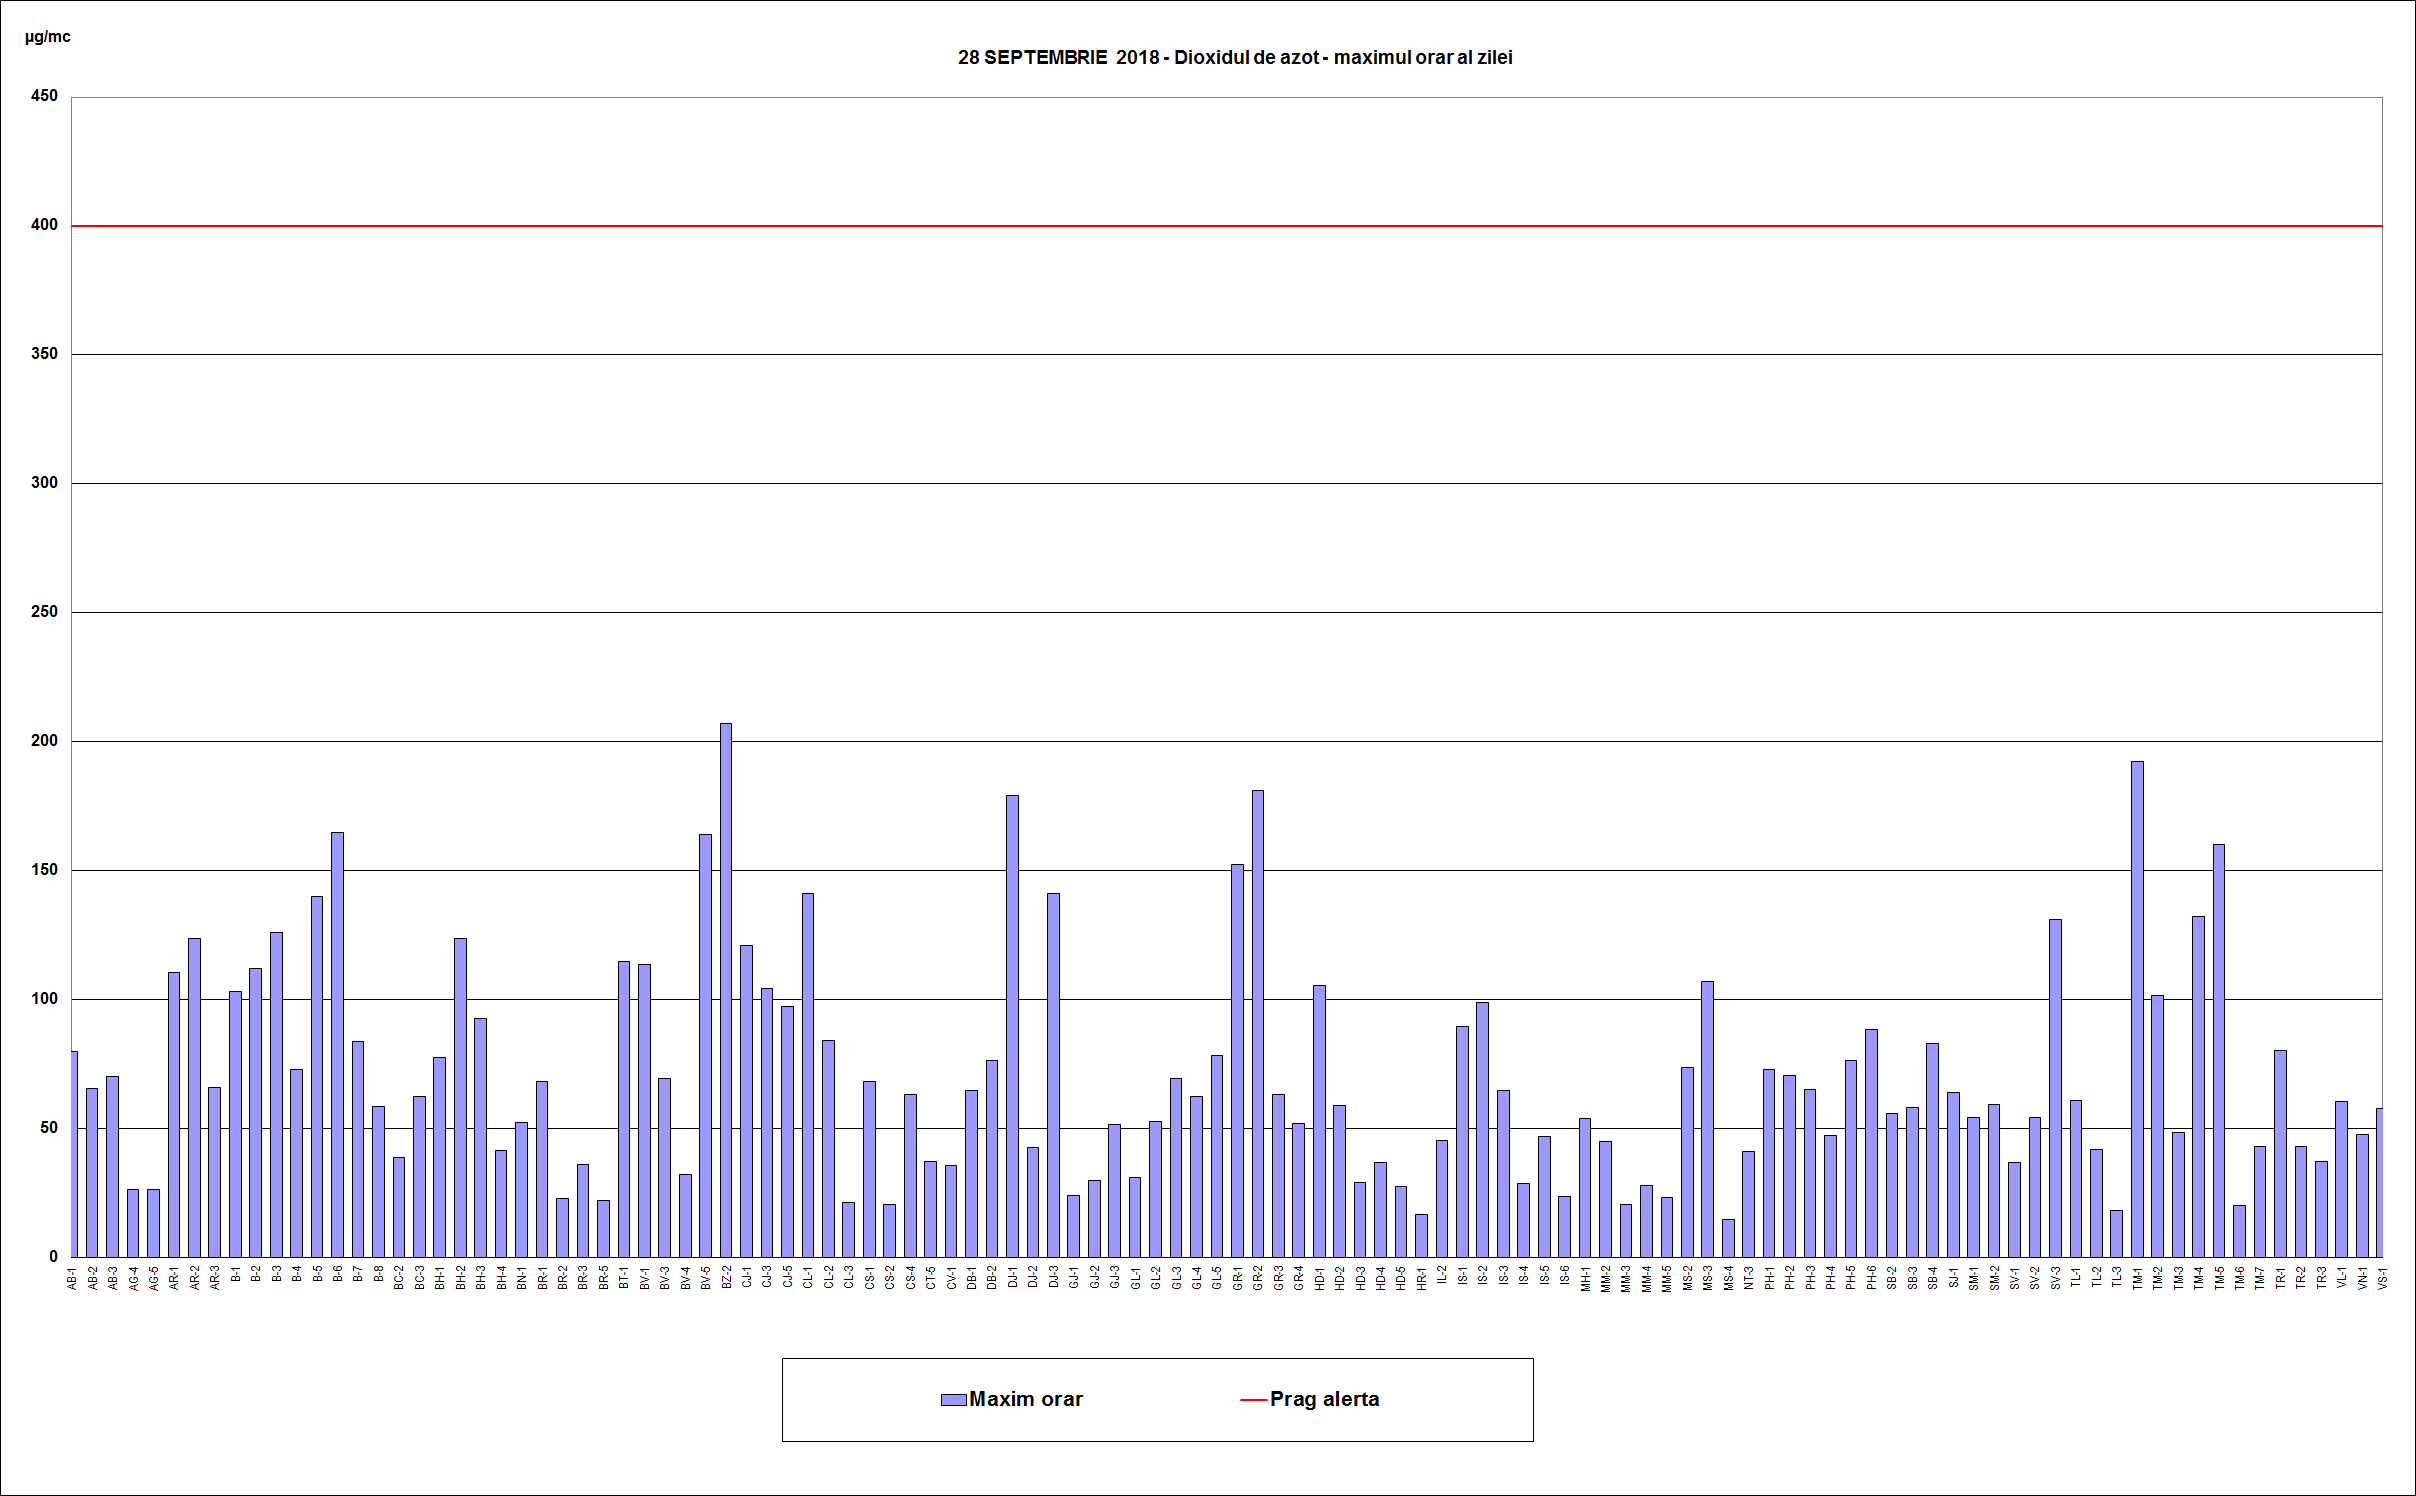 µg/mc
28 SEPTEMBRIE 2018 - Dioxidul de azot - maximul orar al zilei
450
400
350
300
250
200
150
100
50
0
AB-1
AB-2
AB-3
AG-4
AG-5
AR-1
AR-2
AR-3
B-1
B-2
B-3
B-4
B-5
B-6
B-7
B-8
BC-2
BC-3
BH-1
BH-2
BH-3
BH-4
BN-1
BR-1
BR-2
BR-3
BR-5
BT-1
BV-1
BV-3
BV-4
BV-5
BZ-2
CJ-1
CJ-3
CJ-5
CL-1
CL-2
CL-3
CS-1
CS-2
CS-4
CT-5
CV-1
DB-1
DB-2
DJ-1
DJ-2
DJ-3
GJ-1
GJ-2
GJ-3
GL-1
GL-2
GL-3
GL-4
GL-5
GR-1
GR-2
GR-3
GR-4
HD-1
HD-2
HD-3
HD-4
HD-5
HR-1
IL-2
IS-1
IS-2
IS-3
IS-4
IS-5
IS-6
MH-1
MM-2
MM-3
MM-4
MM-5
MS-2
MS-3
MS-4
NT-3
PH-1
PH-2
PH-3
PH-4
PH-5
PH-6
SB-2
SB-3
SB-4
SJ-1
SM-1
SM-2
SV-1
SV-2
SV-3
TL-1
TL-2
TL-3
TM-1
TM-2
TM-3
TM-4
TM-5
TM-6
TM-7
TR-1
TR-2
TR-3
VL-1
VN-1
VS-1
Maxim orar
Prag alerta